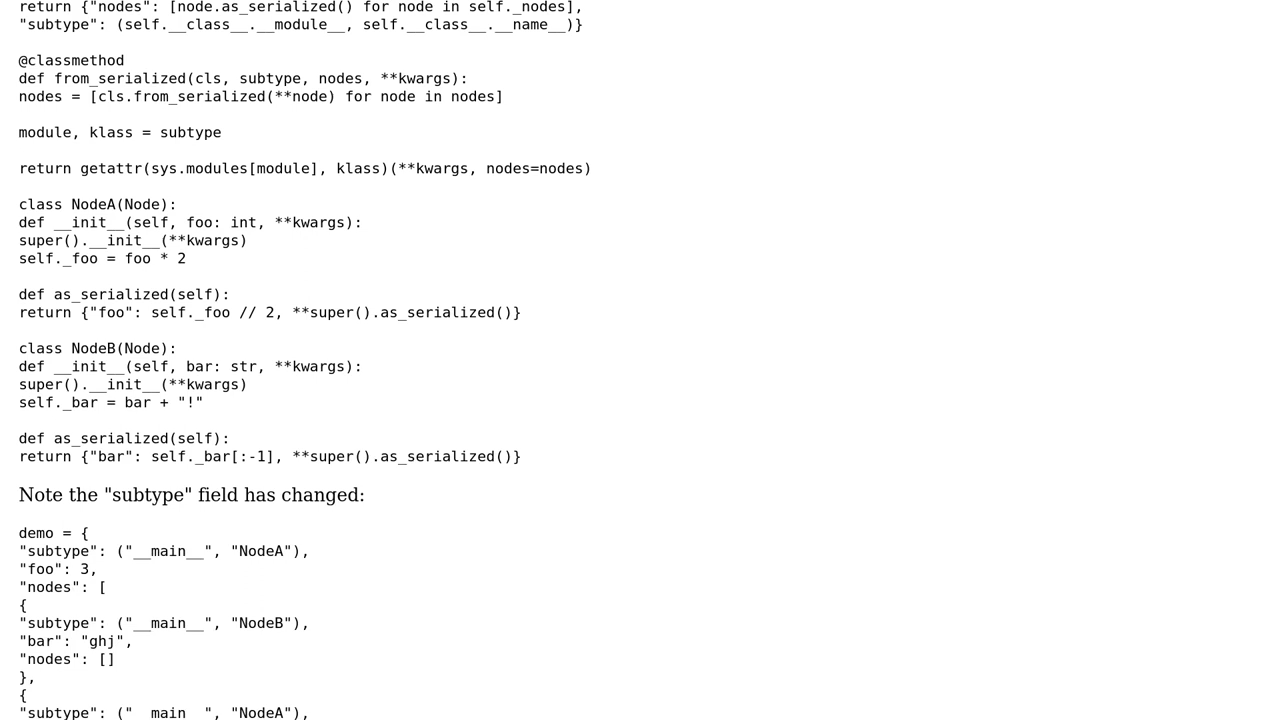 return {"nodes": [node.as_serialized() for node in self._nodes],
"subtype": (self.__class__.__module__, self.__class__.__name__)}
@classmethod
def from_serialized(cls, subtype, nodes, **kwargs):
nodes = [cls.from_serialized(**node) for node in nodes]
module, klass = subtype
return getattr(sys.modules[module], klass)(**kwargs, nodes=nodes)
class NodeA(Node):
def __init__(self, foo: int, **kwargs):
super().__init__(**kwargs)
self._foo = foo * 2
def as_serialized(self):
return {"foo": self._foo // 2, **super().as_serialized()}
class NodeB(Node):
def __init__(self, bar: str, **kwargs):
super().__init__(**kwargs)
self._bar = bar + "!"
def as_serialized(self):
return {"bar": self._bar[:-1], **super().as_serialized()}
Note the "subtype" field has changed:
demo = {
"subtype": ("__main__", "NodeA"),
"foo": 3,
"nodes": [
{
"subtype": ("__main__", "NodeB"),
"bar": "ghj",
"nodes": []
},
{
"subtype": ("__main__", "NodeA"),